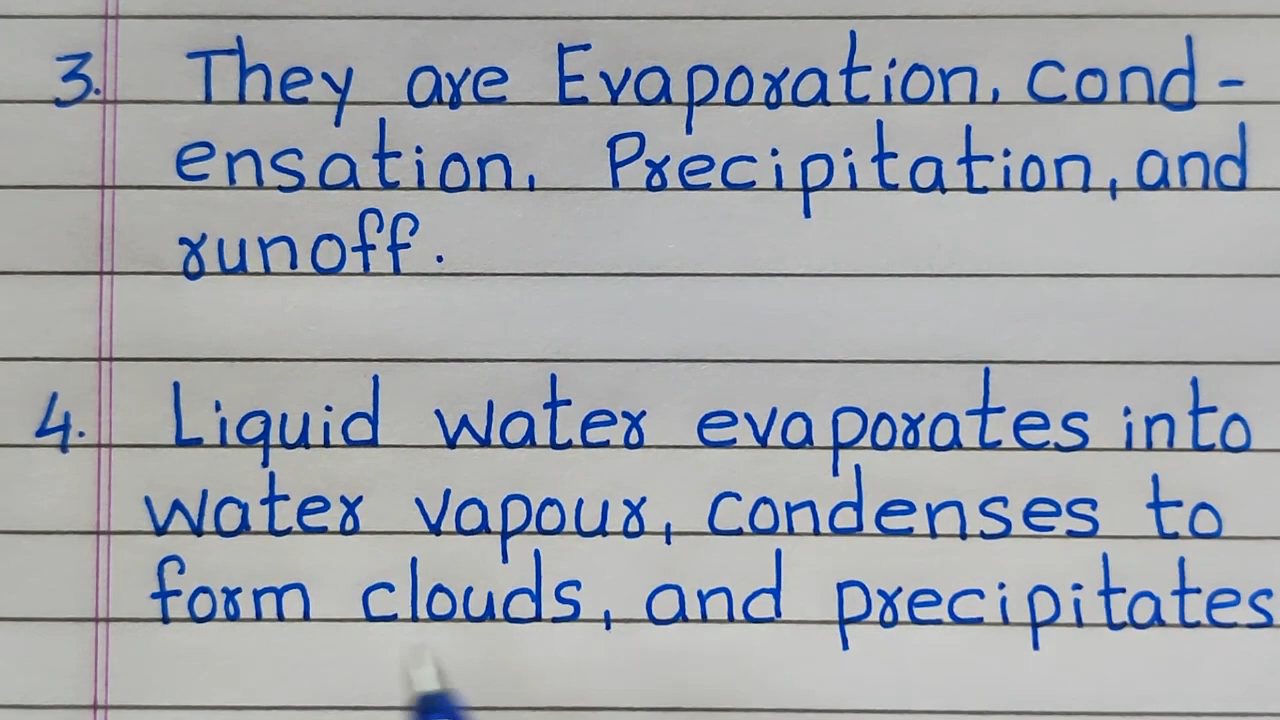 3. They are Evaporation, cond-
ensation, Precipitation, and
runoff.
4. Liquid water evaporates into
water vapour, condenses to
form clouds, and precipitates